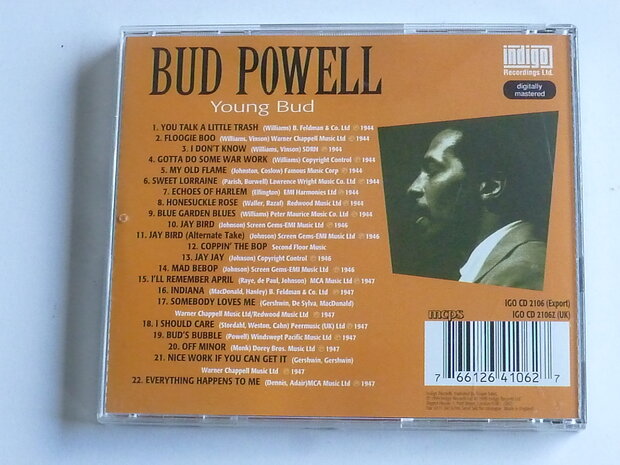 BUD POWELL
Young Bud
indigo
Recordings Ltd.
digitally
mastered
1. YOU TALK A LITTLE TRASH (Williams) B. Feldman & Co. Ltd ℗ 1944
2. FLOOGIE BOO (Williams, Vinson) Warner Chappell Music Ltd ℗ 1944
3. I DON'T KNOW (Williams, Vinson) SDRN ℗ 1944
4. GOTTA DO SOME WAR WORK (Williams) Copyright Control ℗ 1944
5. MY OLD FLAME (Johnston, Coslow) Famous Music Corp ℗ 1944
6. SWEET LORRAINE (Parish, Burwell) Lawrence Wright Music Co. Ltd ℗ 1944
7. ECHOES OF HARLEM (Ellington) EMI Harmonies Ltd ℗ 1944
8. HONESUCKLE ROSE (Waller, Razaf) Redwood Music Ltd ℗ 1944
9. BLUE GARDEN BLUES (Williams) Peter Maurice Music Co. Ltd ℗ 1944
10. JAY BIRD (Johnson) Screen Gems-EMI Music Ltd ℗ 1946
11. JAY BIRD (Alternate Take) (Johnson) Screen Gems-EMI Music Ltd ℗ 1946
12. COPPIN' THE BOP Second Floor Music
13. JAY JAY (Johnson) Copyright Control ℗ 1946
14. MAD BEBOP (Johnson) Screen Gems-EMI Music Ltd ℗ 1946
15. I'LL REMEMBER APRIL (Raye, de Paul, Johnson) MCA Music Ltd ℗ 1947
16. INDIANA (MacDonald, Hanley) B. Feldman & Co. Ltd ℗ 1947
17. SOMEBODY LOVES ME (Gershwin, De Sylva, MacDonald)
Warner Chappell Music Ltd/Redwood Music Ltd ℗ 1947
18. I SHOULD CARE (Stordahl, Weston, Cahn) Peermusic (UK) Ltd ℗ 1947
19. BUD'S BUBBLE (Powell) Windswept Pacific Music Ltd ℗ 1947
20. OFF MINOR (Monk) Dorey Bros. Music Ltd ℗ 1947
21. NICE WORK IF YOU CAN GET IT (Gershwin, Gershwin)
Warner Chappell Music Ltd ℗ 1947
22. EVERYTHING HAPPENS TO ME (Dennis, Adair)MCA Music Ltd ℗ 1947
IGO CD 2106 (Export)
mcps IGO CD 2106Z (UK)
7 66126 41062 7